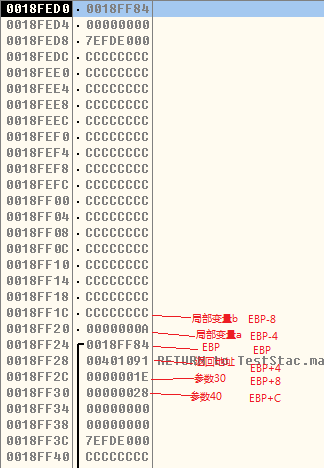 0018FED0 0018FF84
0018FED4 00000000
0018FED8 7EFDE000
0018FEDC CCCCCCCC
0018FEE0 CCCCCCCC
0018FEE4 CCCCCCCC
0018FEE8 CCCCCCCC
0018FEEC CCCCCCCC
0018FEF0 CCCCCCCC
0018FEF4 CCCCCCCC
0018FEF8 CCCCCCCC
0018FEFC CCCCCCCC
0018FF00 CCCCCCCC
0018FF04 CCCCCCCC
0018FF08 CCCCCCCC
0018FF0C CCCCCCCC
0018FF10 CCCCCCCC
0018FF14 CCCCCCCC
0018FF18 CCCCCCCC
0018FF1C CCCCCCCC 局部变量b EBP-8
0018FF20 0000000A 局部变量a EBP-4
0018FF24 0018FF84 EBP EBP
0018FF28 00401091 RETURN to TestStac.ma 返回地址 EBP+4
0018FF2C 0000001E 参数30 EBP+8
0018FF30 00000028 参数40 EBP+C
0018FF34 00000000
0018FF38 00000000
0018FF3C 7EFDE000
0018FF40 CCCCCCCC